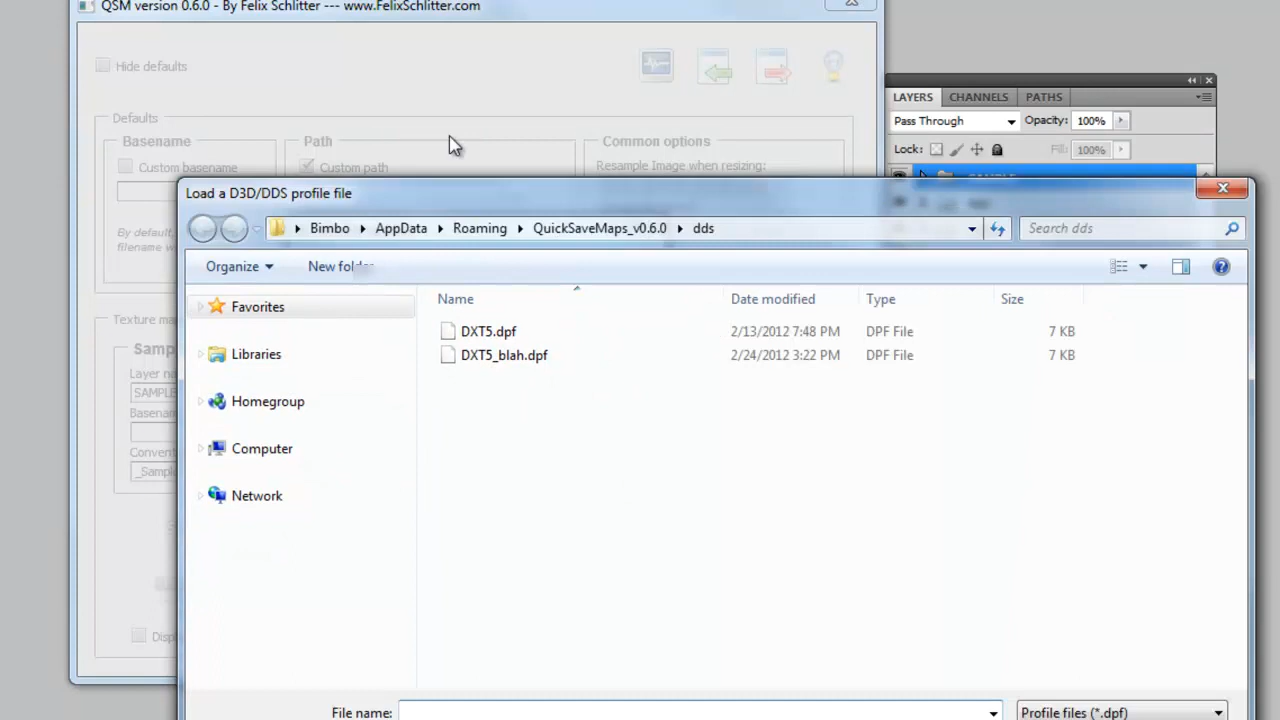 QSM version 0.6.0 - By Felix Schlitter --- www.FelixSchlitter.com
Hide defaults
LAYERS CHANNELS PATHS
Pass Through Opacity: 100%
Lock: Fill: 100%
Defaults
Basename Path Common options
Custom basename Custom path Resample Image when resizing:
Load a D3D/DDS profile file
Bimbo AppData Roaming QuickSaveMaps_v0.6.0 dds Search dds
By default,
filename w
Organize New folder
Name Date modified Type Size
Favorites
Libraries
Homegroup
Computer
Network
DXT5.dpf 2/13/2012 7:48 PM DPF File 7 KB
DXT5_blah.dpf 2/24/2012 3:22 PM DPF File 7 KB
Texture ma
Samp
Layer na
SAMPLE
Basenam
Convent
_Sample
Displ
File name: Profile files (*.dpf)